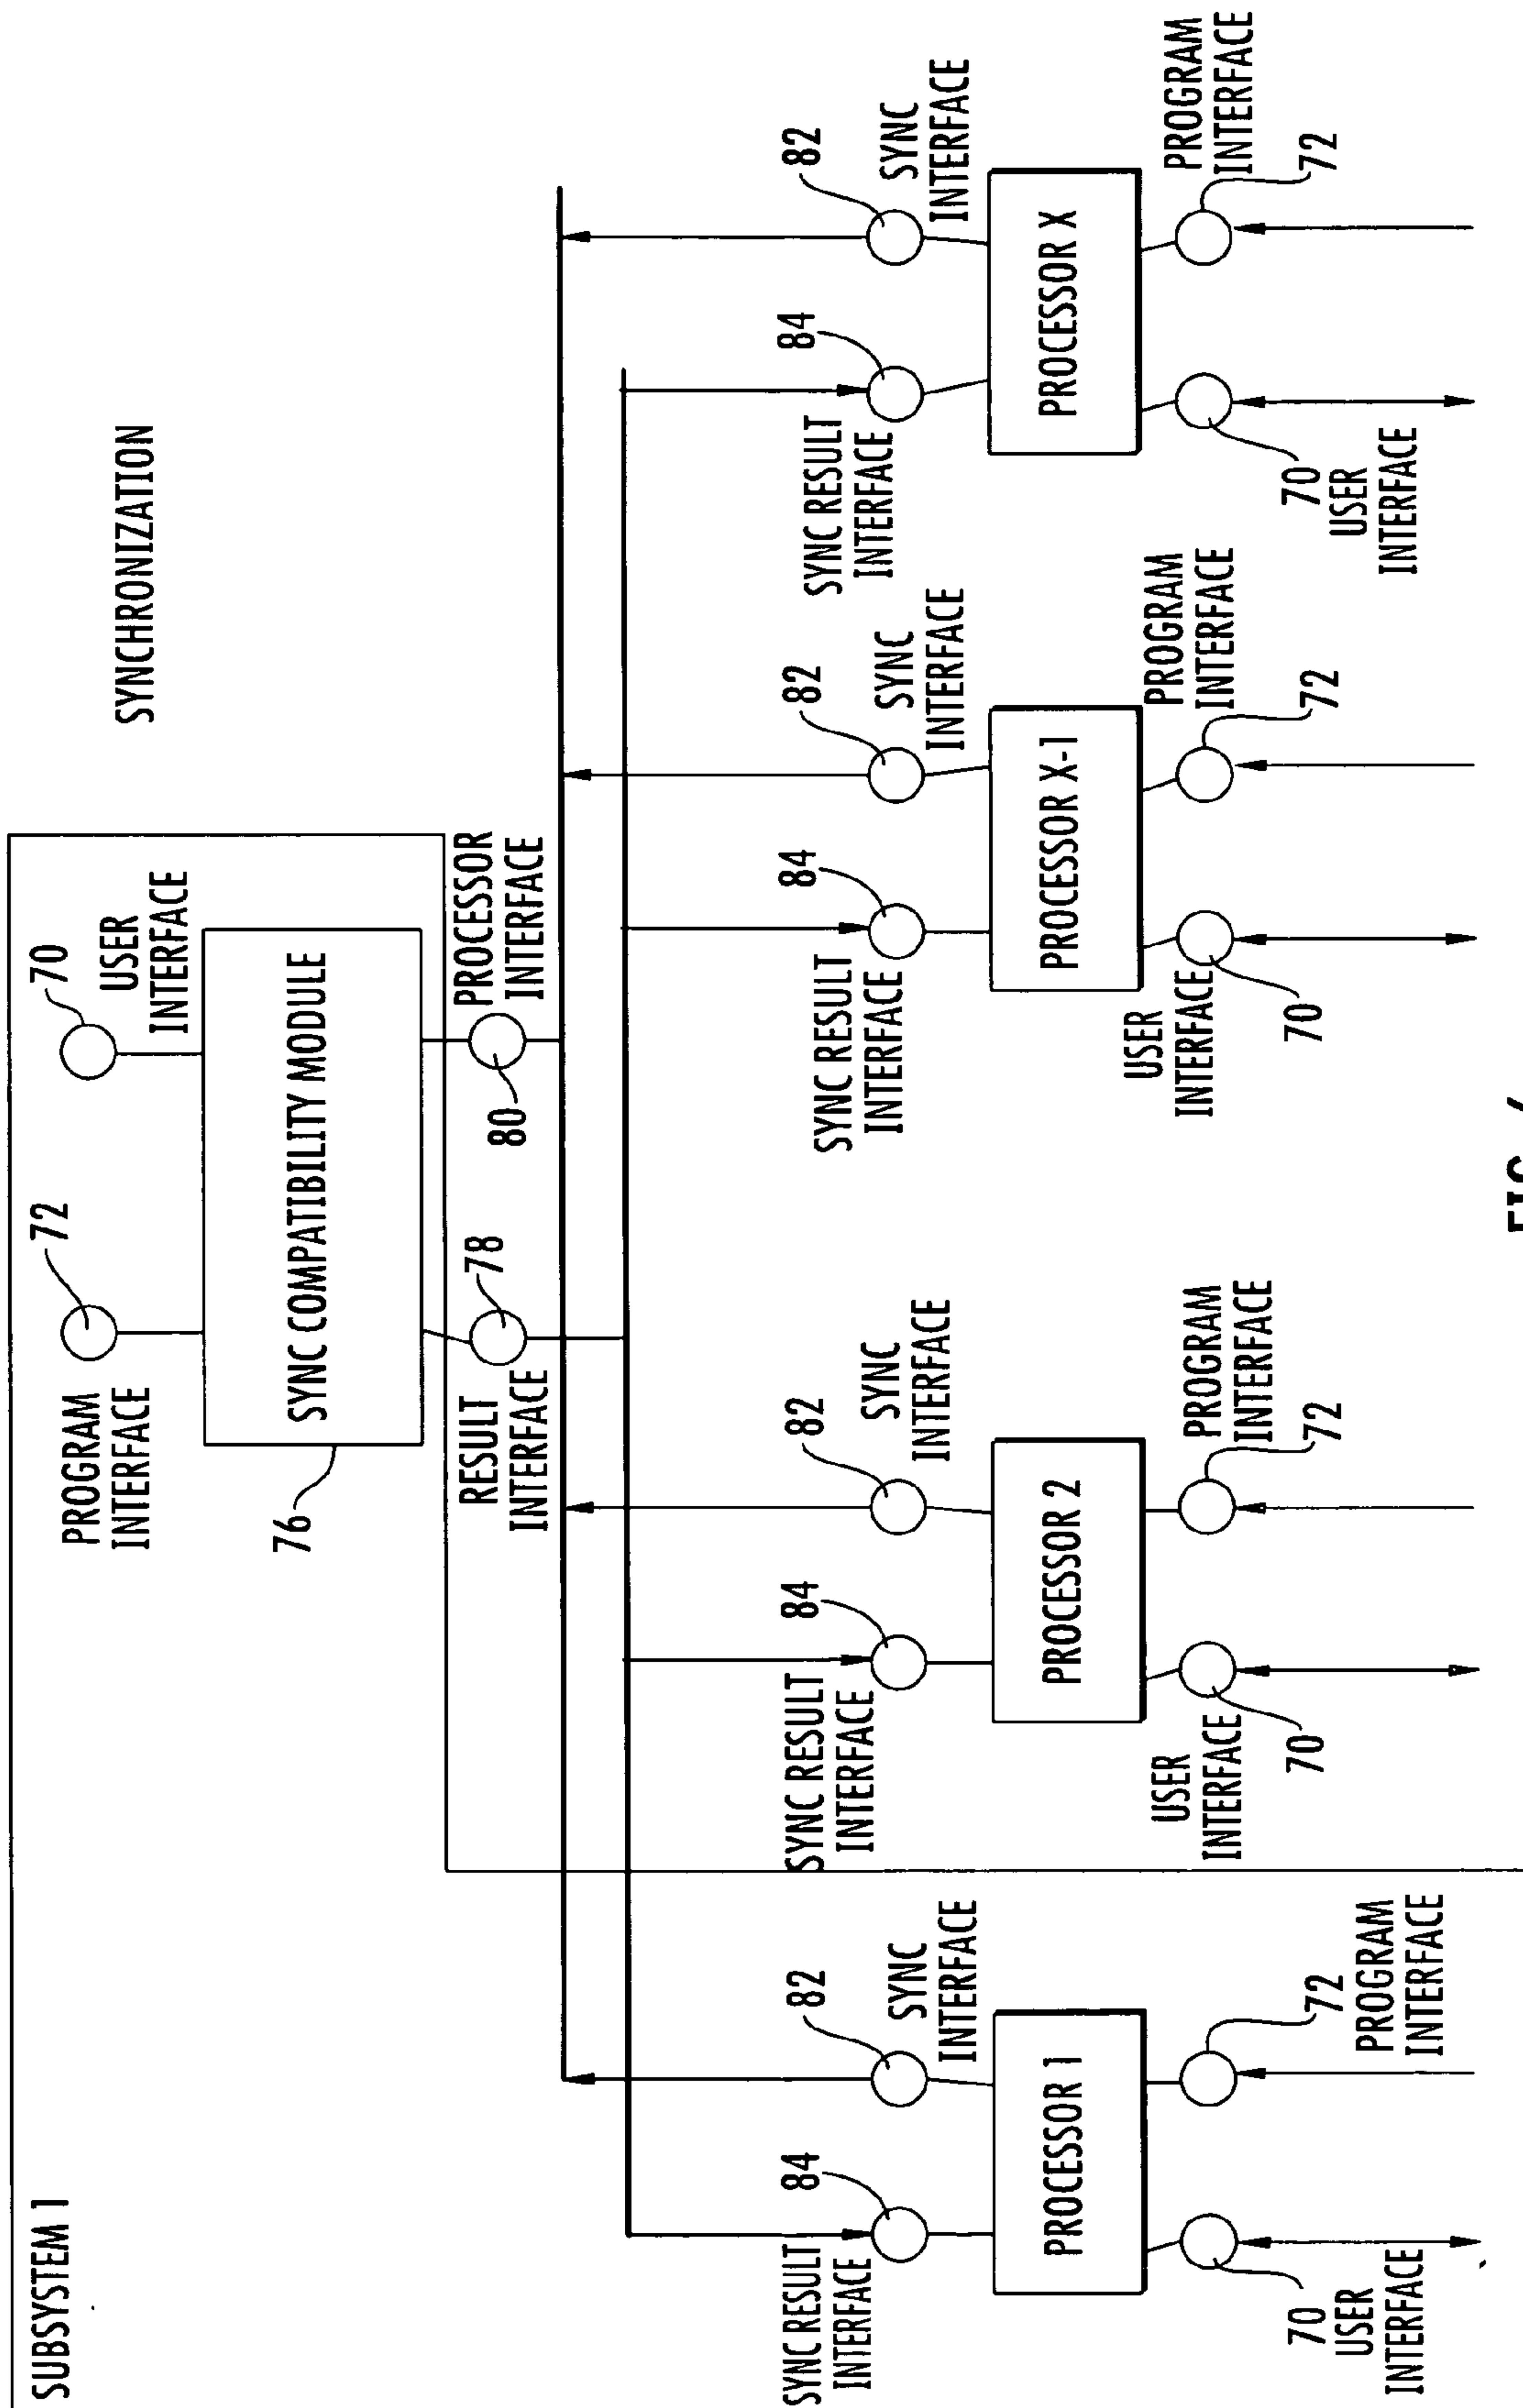 SUBSYSTEM 1
72
70
PROGRAM
INTERFACE
USER
INTERFACE
SYNCHRONIZATION
SYNC COMPATIBILITY MODULE
76
RESULT
INTERFACE
78
80
PROCESSOR
INTERFACE
SYNC RESULT
INTERFACE
84
82
SYNC
INTERFACE
PROCESSOR 1
70
USER
INTERFACE
72
PROGRAM
INTERFACE
SYNC RESULT
INTERFACE
84
82
SYNC
INTERFACE
PROCESSOR 2
USER
INTERFACE
70
PROGRAM
INTERFACE
72
SYNC RESULT
INTERFACE
84
82
SYNC
INTERFACE
PROCESSOR X-1
USER
INTERFACE
70
PROGRAM
INTERFACE
72
SYNC RESULT
INTERFACE
84
82
SYNC
INTERFACE
PROCESSOR X
70
USER
INTERFACE
PROGRAM
INTERFACE
72
FIG.